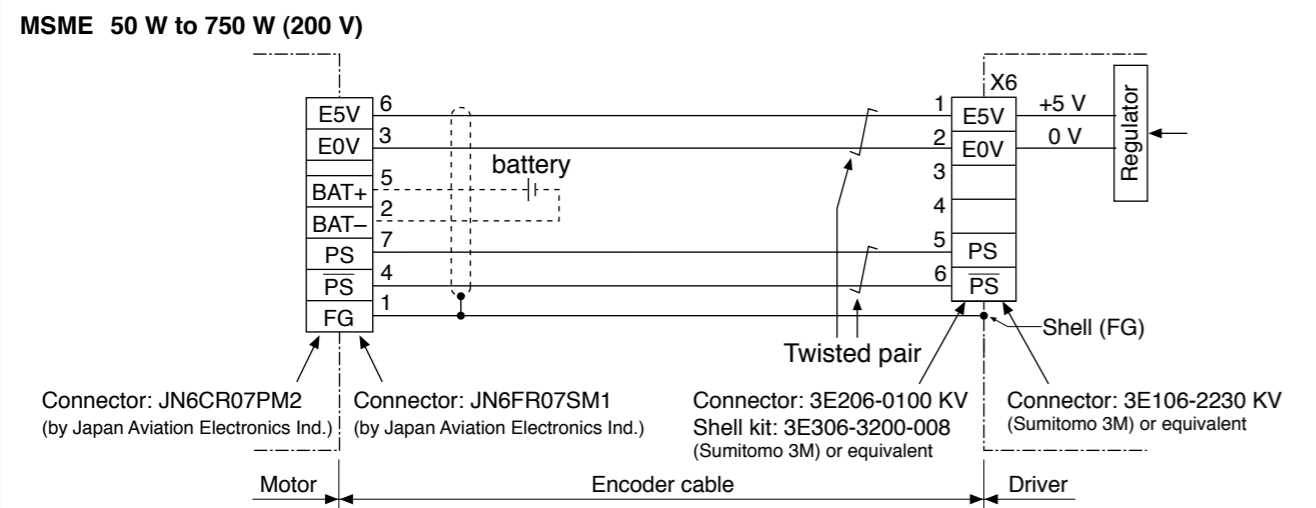 MSME 50 W to 750 W (200 V)
X6
E5V 6 1 E5V +5 V
E0V 3 2 E0V 0 V
Regulator
battery
3
BAT+ 5
4
BAT– 2
PS 7 5 PS
P̅S̅ 4 6 P̅S̅
FG 1
Shell (FG)
Twisted pair
Connector: JN6CR07PM2
(by Japan Aviation Electronics Ind.)
Connector: JN6FR07SM1
(by Japan Aviation Electronics Ind.)
Connector: 3E206-0100 KV
Shell kit: 3E306-3200-008
(Sumitomo 3M) or equivalent
Connector: 3E106-2230 KV
(Sumitomo 3M) or equivalent
Motor Encoder cable Driver